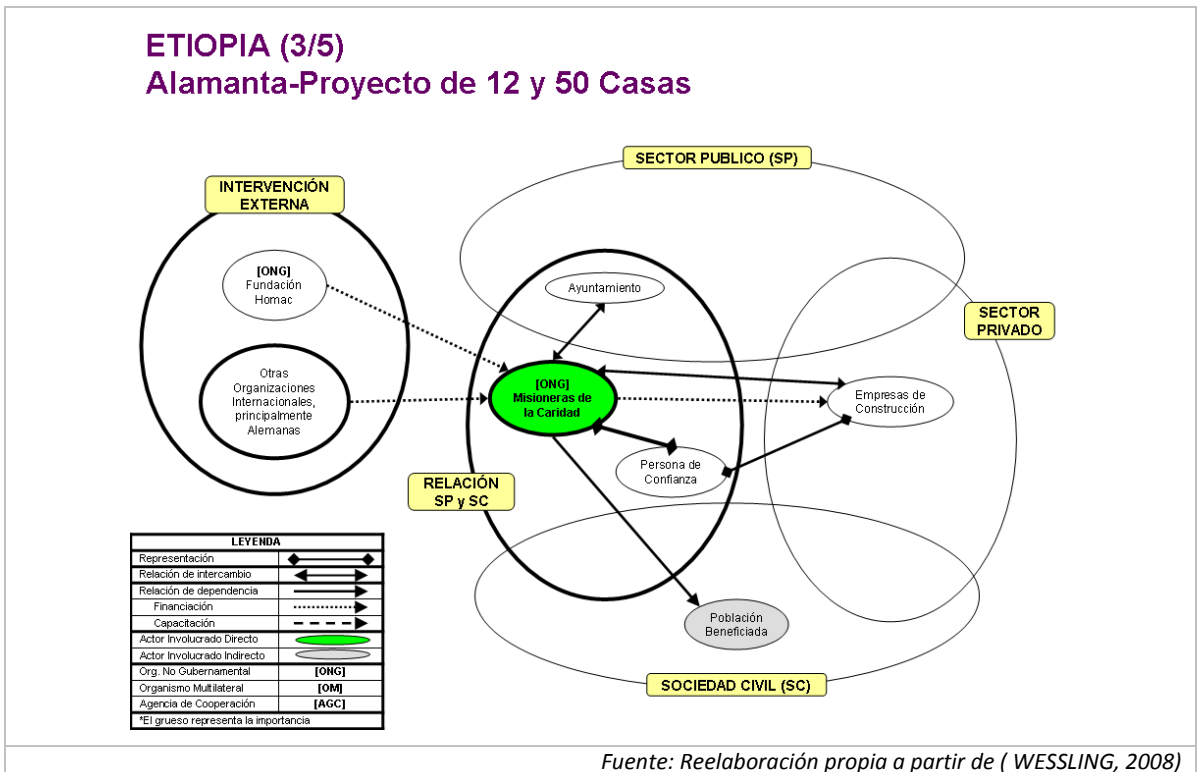 ETIOPIA (3/5)
Alamanta-Proyecto de 12 y 50 Casas
SECTOR PUBLICO (SP)
INTERVENCIÓN
EXTERNA
[ONG]
Fundación
Homac
Ayuntamiento
SECTOR
PRIVADO
Otras
Organizaciones
Internacionales,
principalmente
Alemanas
[ONG]
Misioneras de
la Caridad
Empresas de
Construcción
Persona de
Confianza
RELACIÓN
SP y SC
LEYENDA
Representación
Relación de intercambio
Relación de dependencia
Financiación
Capacitación
Actor Involucrado Directo
Actor Involucrado Indirecto
Org. No Gubernamental [ONG]
Organismo Multilateral [OM]
Agencia de Cooperación [AGC]
*El grueso representa la importancia
Población
Beneficiada
SOCIEDAD CIVIL (SC)
Fuente: Reelaboración propia a partir de ( WESSLING, 2008)